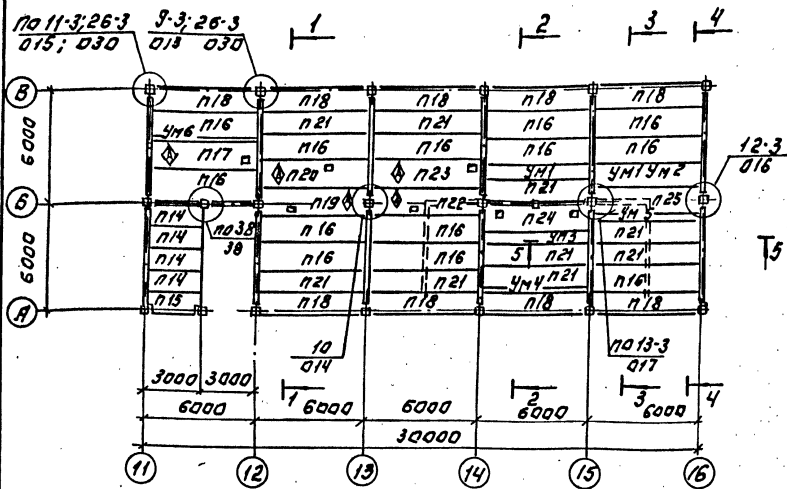 по 11-3; 26-3
015; 030
9-3; 26-3
013 030
1
2
3
4
В
п18 п18 п18 п18 п18
п16 п21 п21 п16 п16
Ум6
п16 п16 п16 п16
п17 п20 п23 Ум1 Ум1 Ум2
п16 п21
12-3
016
6000
Б
п19 п22 п25
п14 п24 Ум5
по 38
38
п14 п16 п16 Ум3 п21
5 5
п14 п16 п16 п21 п21
п14 п21 п21 Ум4 п21 п16
п15 п18 п18 п18 п18
6000
А
10
014
по 13-3
017
3000 3000
1
2
3
4
6000 6000 6000 6000 6000
30000
11
12
13
14
15
16